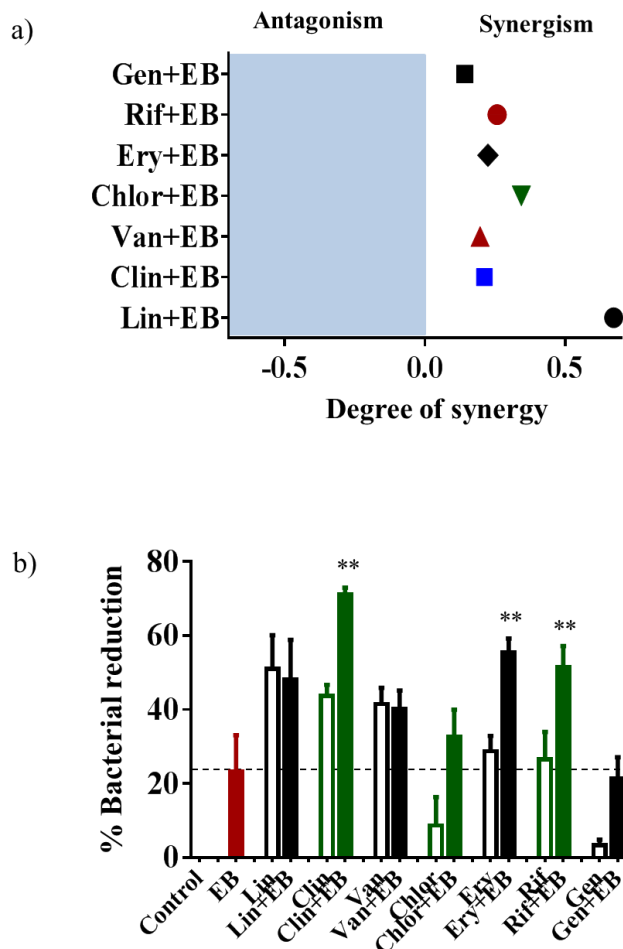 a)
Antagonism Synergism
Gen+EB
Rif+EB
Ery+EB
Chlor+EB
Van+EB
Clin+EB
Lin+EB
-0.5 0.0 0.5
Degree of synergy
b)
% Bacterial reduction
80
60
40
20
0
** ** **
Control EB Lin Lin+EB Clin Clin+EB Van Van+EB Chlor Chlor+EB Ery Ery+EB Rif Rif+EB Gen Gen+EB